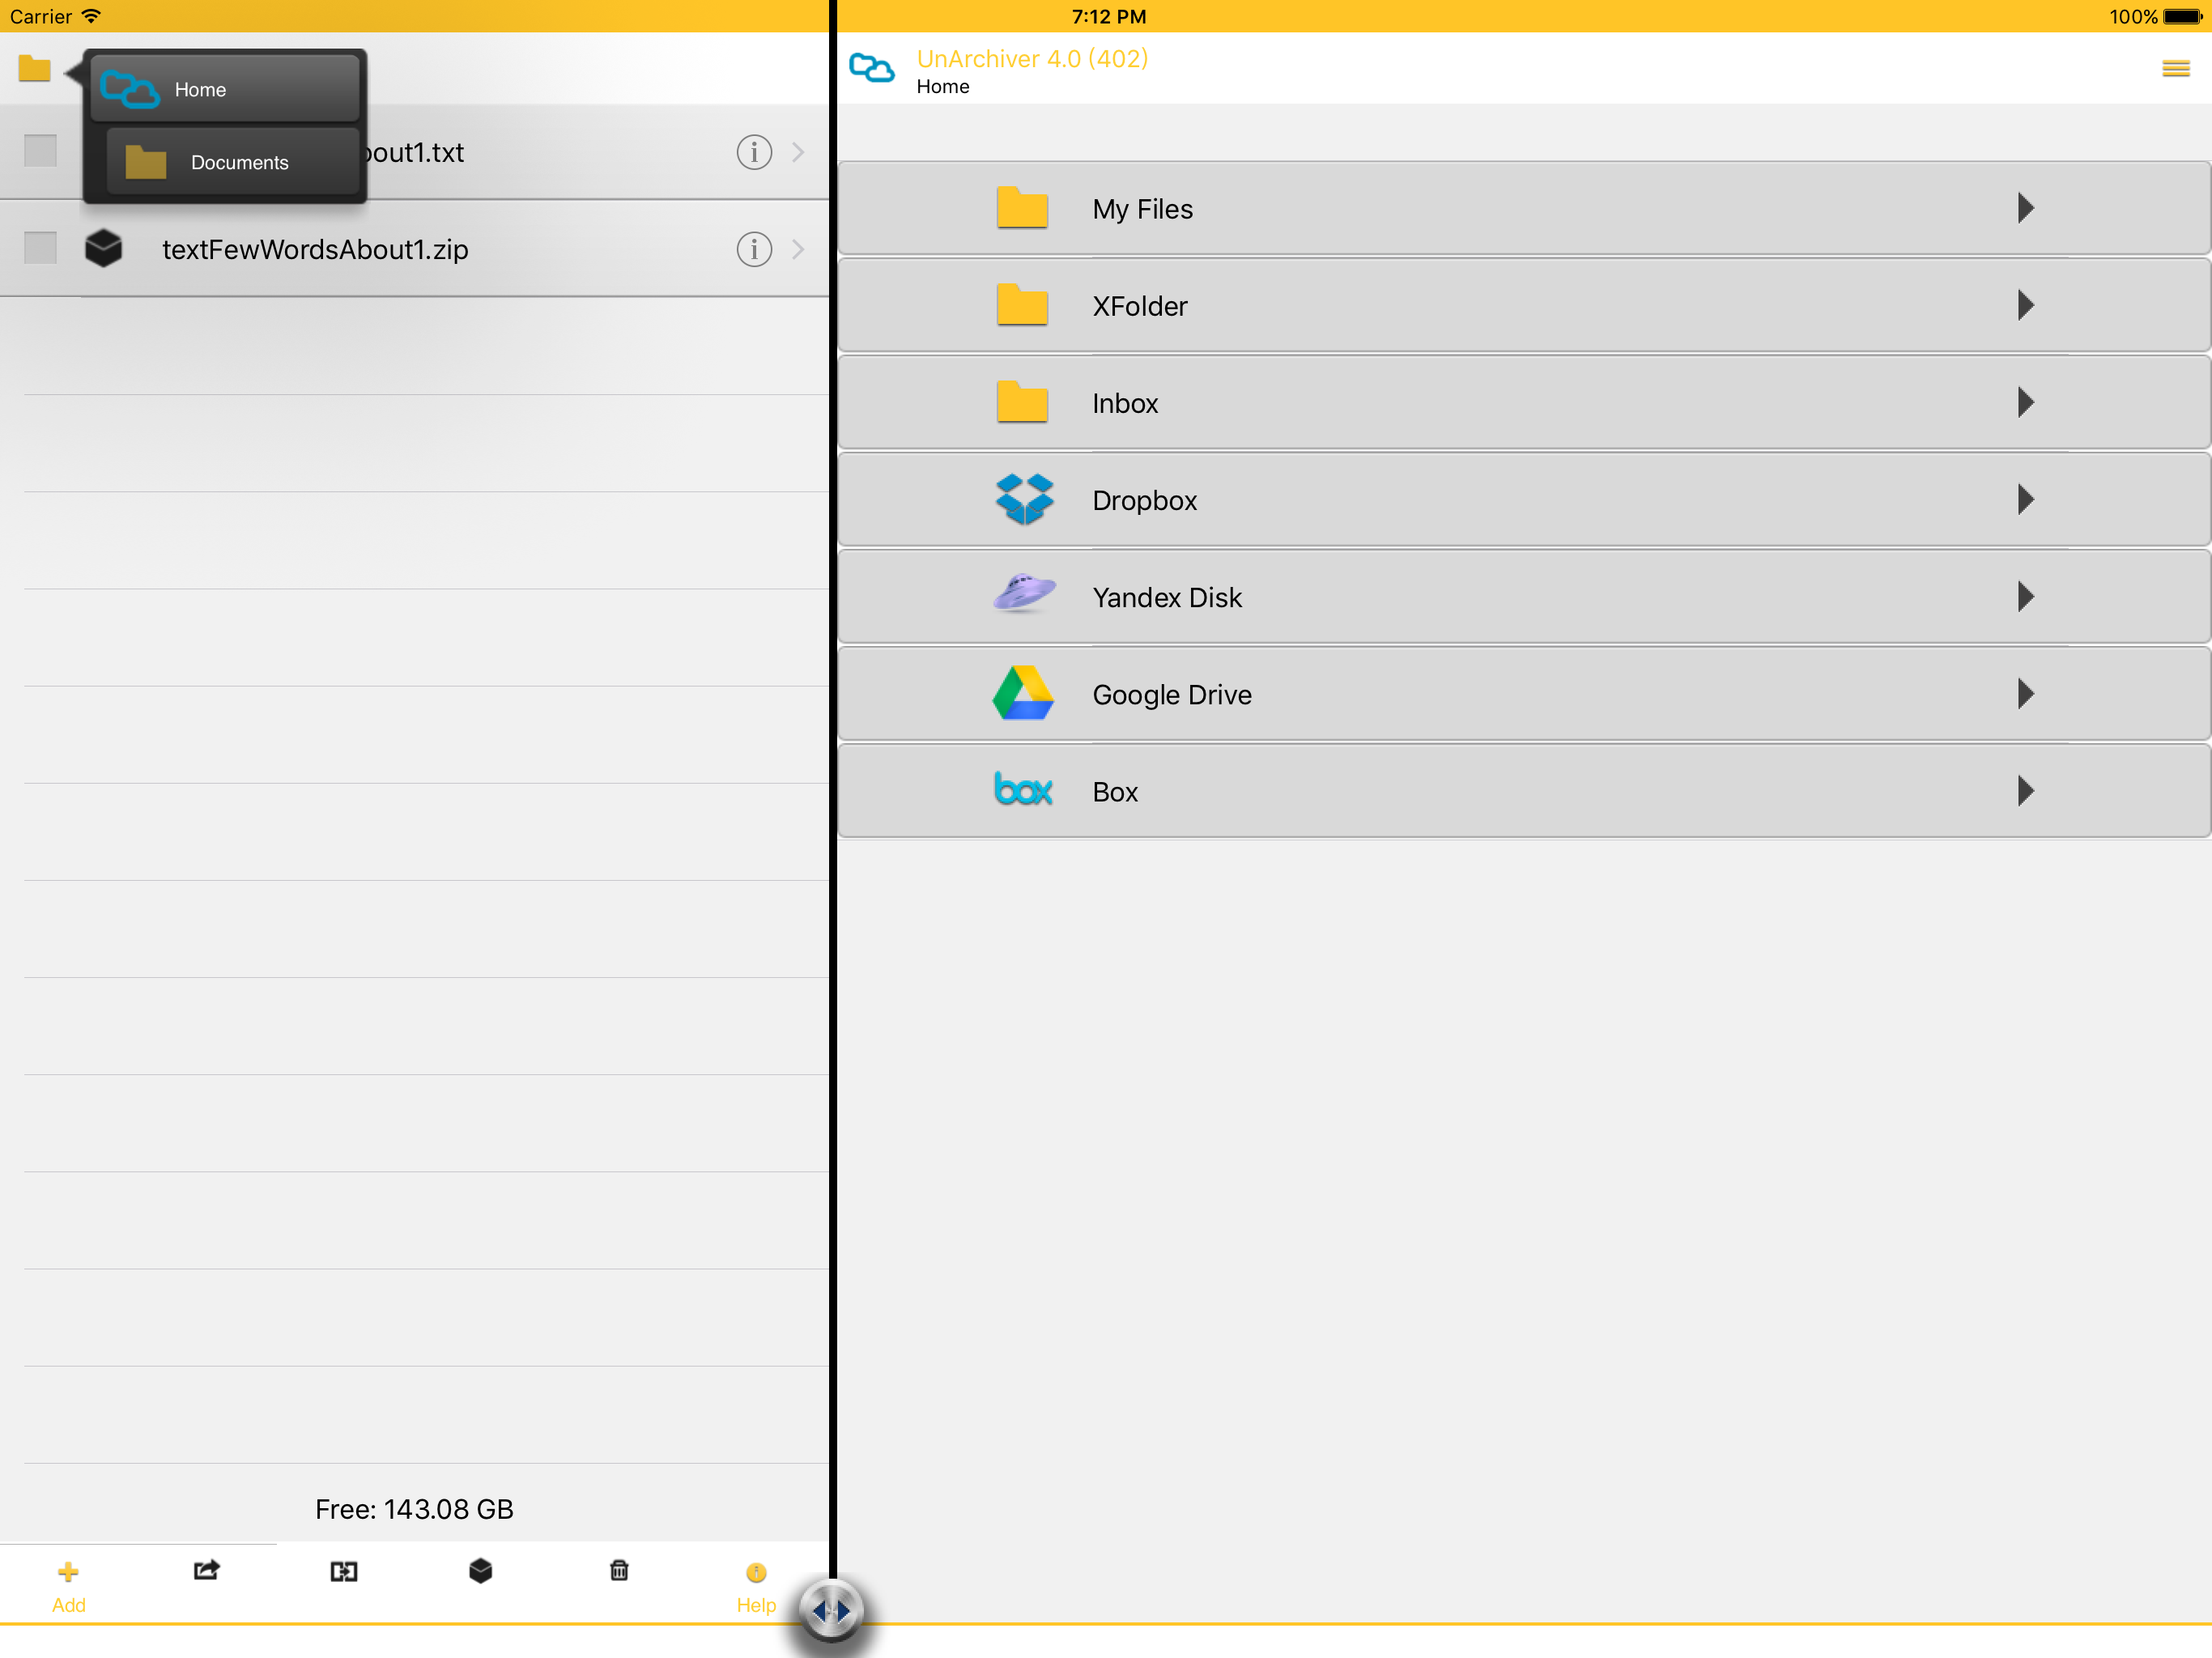 Carrier
7:12 PM
100%
Home
Documents
bout1.txt
textFewWordsAbout1.zip
Free: 143.08 GB
Add
Help
UnArchiver 4.0 (402)
Home
My Files
XFolder
Inbox
Dropbox
Yandex Disk
Google Drive
box
Box